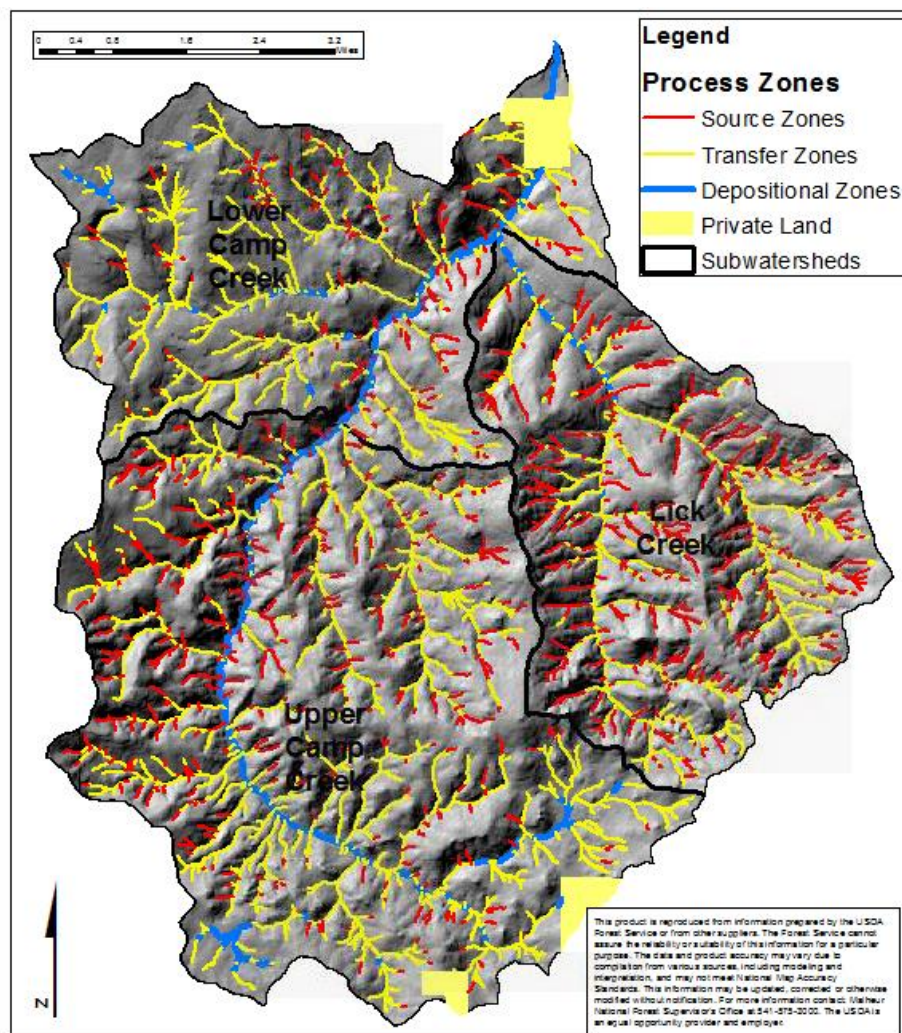 0 0.4 0.8 1.6 2.4 3.2
Miles
Legend
Process Zones
Source Zones
Transfer Zones
Depositional Zones
Private Land
Subwatersheds
Lower
Camp
Creek
Lick
Creek
Upper
Camp
Creek
N
This product is reproduced from information prepared by the USDA
Forest Service or from other suppliers. The Forest Service cannot
assure the reliability or suitability of this information for a particular
purpose. The data and product accuracy may vary due to
compilation from various sources, including modeling and
interpretation, and may not meet National Map Accuracy
Standards. This information may be updated, corrected or otherwise
modified without notification. For more information contact: Malheur
National Forest Supervisor's Office at 541-575-3000. The USDA is
an equal opportunity provider and employer.